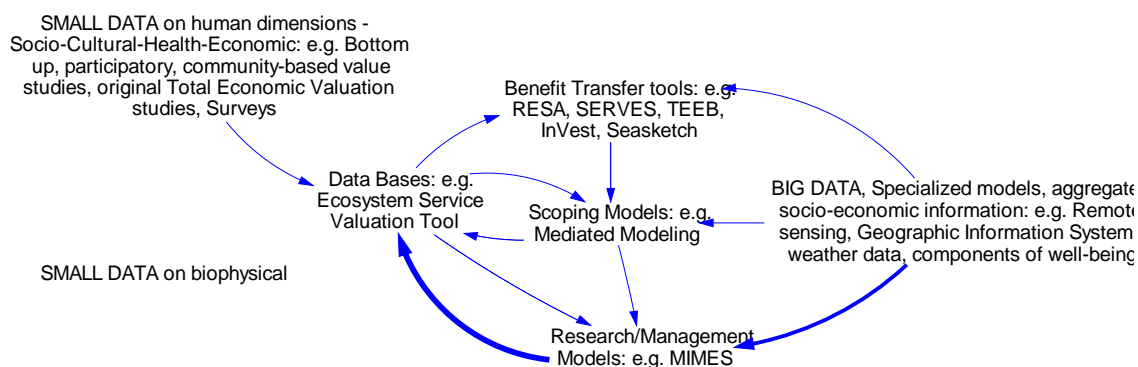 SMALL DATA on human dimensions -
Socio-Cultural-Health-Economic: e.g. Bottom
up, participatory, community-based value
studies, original Total Economic Valuation
studies, Surveys
Benefit Transfer tools: e.g.
RESA, SERVES, TEEB,
InVest, Seasketch
Data Bases: e.g.
Ecosystem Service
Valuation Tool
Scoping Models: e.g.
Mediated Modeling
BIG DATA, Specialized models, aggregate
socio-economic information: e.g. Remote
sensing, Geographic Information System
weather data, components of well-being
SMALL DATA on biophysical
Research/Management
Models: e.g. MIMES